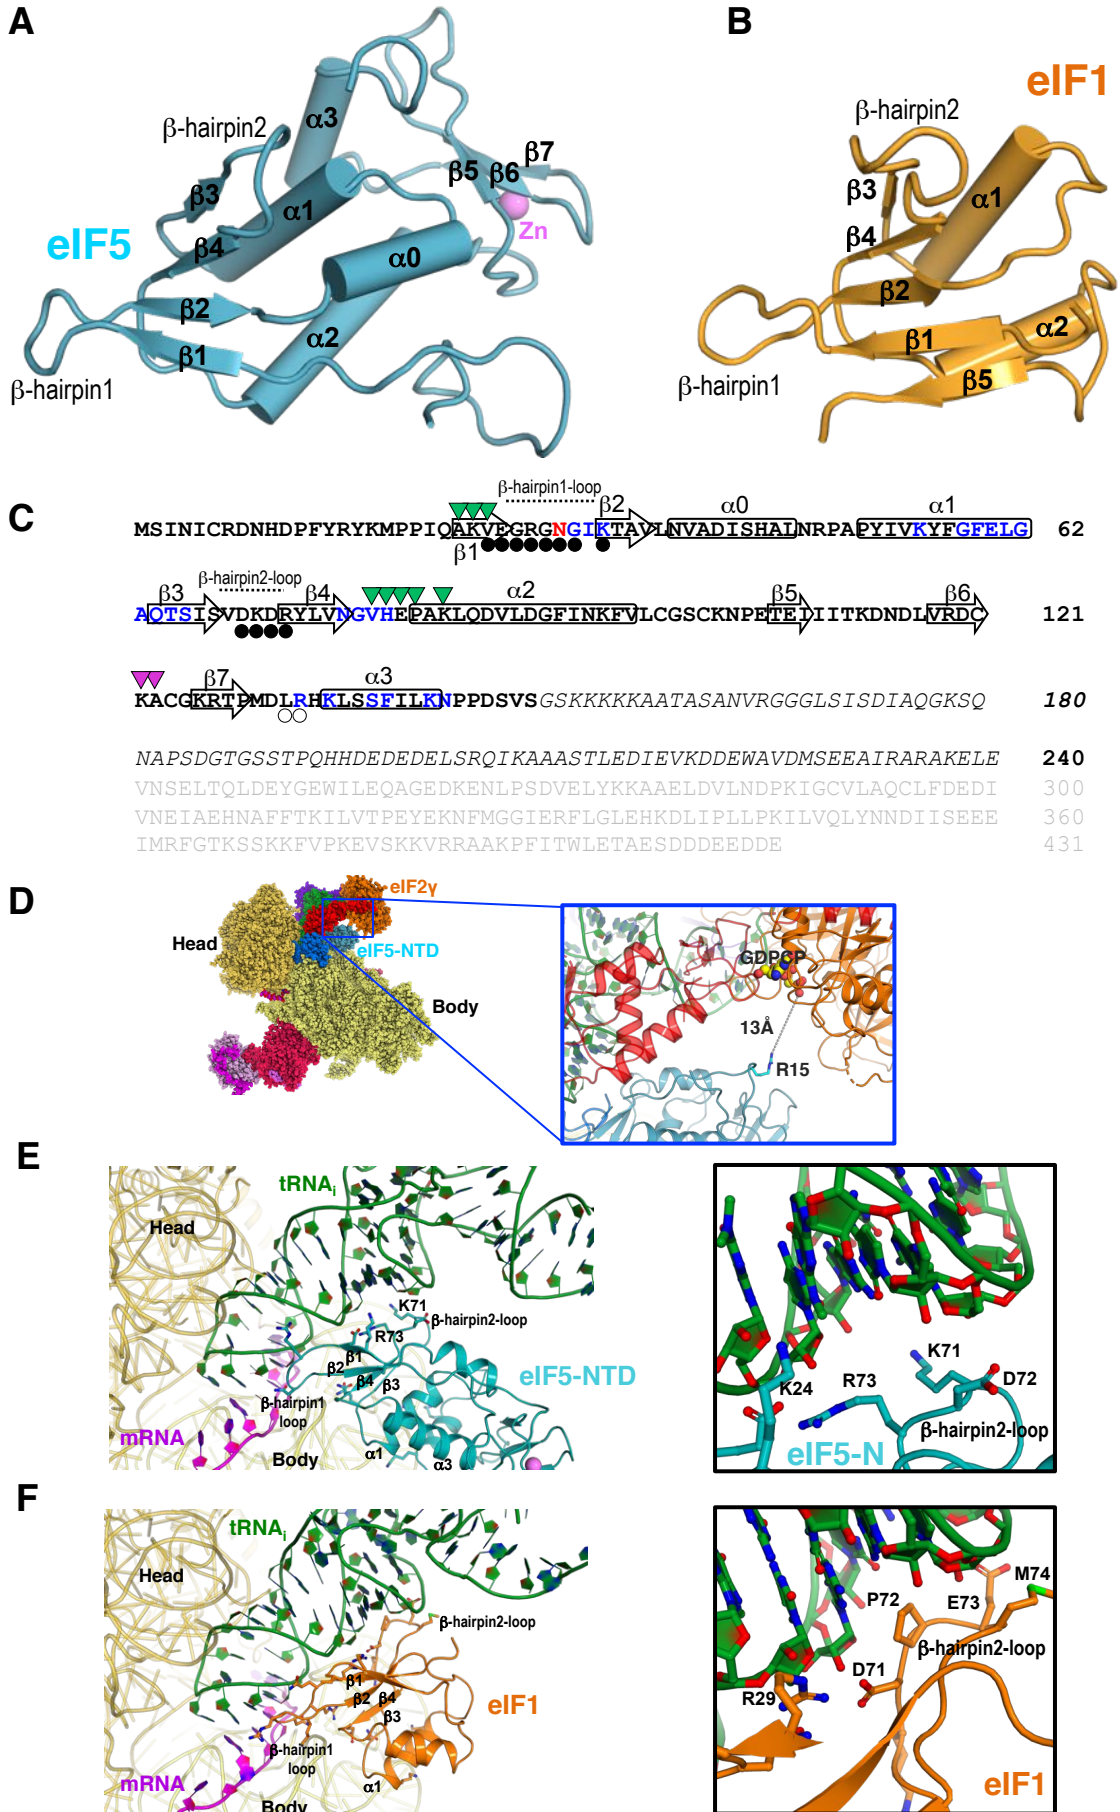 A
B
eIF5
β-hairpin2
α3
β3
α1
β4
β5
β6
β7
Zn
α0
β2
α2
β1
β-hairpin1
eIF1
β-hairpin2
β3
α1
β4
β2
β1
α2
β5
β-hairpin1
C
β-hairpin1-loop
β2 α0 α1
MSINICRDNHDPFYRYKMPPIQAKVEGRGNGIKTAVLNVADISHALNRPAPYIVKYFGFELG 62
β1
β3 β-hairpin2-loop β4 α2 β5 β6
AQTSISVDKDRYLVNGVHEPAKLQDVLDGFINKFVLCGSCKNPETEIIITKDNDLVRDC 121
β7 α3
KACGKRTPMDLRHKLSSFILKNPPDSVSGSKKKKKAATASANVRGGGLSISDIAQGKSQ 180
NAPSDGTGSSTPQHHDEDEDELSRQIKAAASTLEDIEVKDDEWAVDMSEEAIRARAKELE 240
VNSELTQLDEYGEWILEQAGEDKENLPSDVELYKKAAELDVLNDPKIGCVLAQCLFDEDI 300
VNEIAEHNAFFTKILVTPEYEKNFMGGIERFLGLEHKDLIPLLPKILVQLYNNDIISEEE 360
IMRFGTKSSKKFVPKEVSKKVRRAAKPFITWLETAESDDDEEDDE 431
D
eIF2γ
Head
eIF5-NTD
Body
GDPCP
13Å
R15
E
tRNAi
Head
K71
β-hairpin2-loop
R73
β1
β2
β4
β3
eIF5-NTD
β-hairpin1
loop
mRNA
Body
α1
α3
K71
K24
R73
D72
β-hairpin2-loop
eIF5-N
F
tRNAi
Head
β-hairpin2-loop
β1
β2
β4
β3
eIF1
β-hairpin1
loop
mRNA
α1
Body
M74
P72
E73
β-hairpin2-loop
D71
R29
eIF1